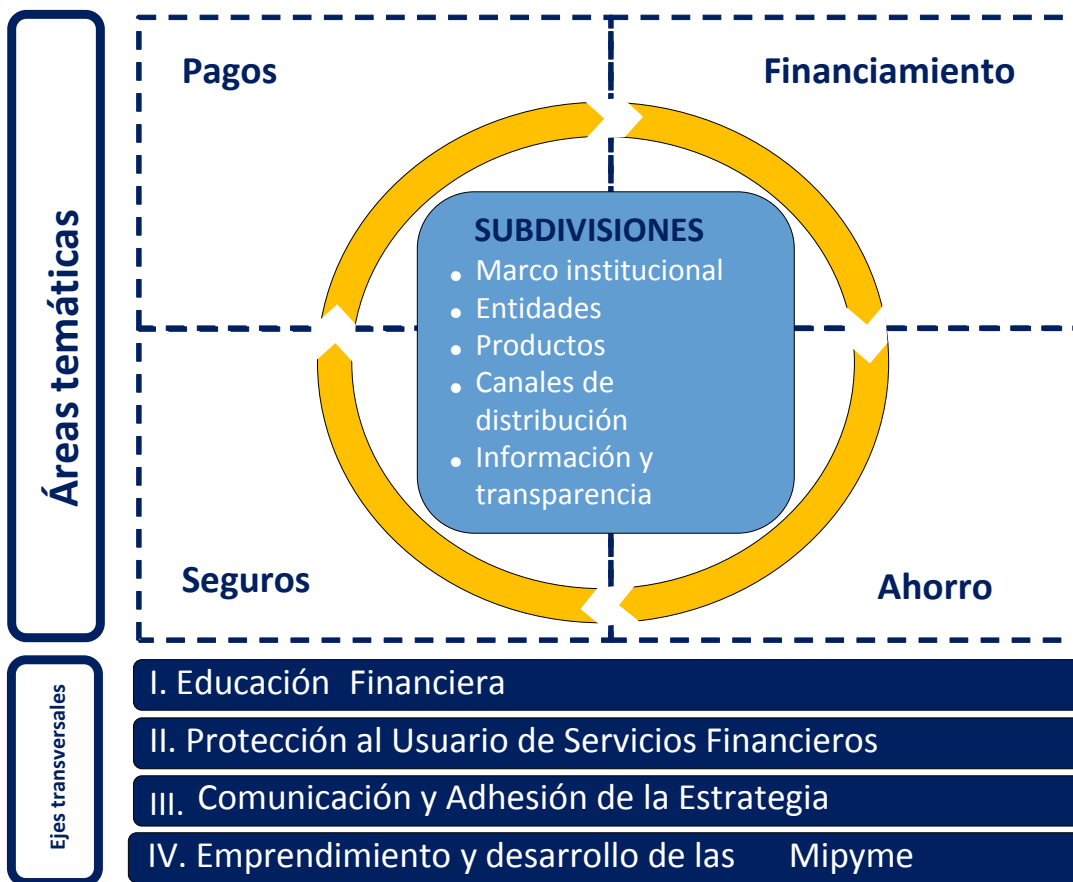 Áreas temáticas
Pagos
Financiamiento
SUBDIVISIONES
• Marco institucional
• Entidades
• Productos
• Canales de
distribución
• Información y
transparencia
Seguros
Ahorro
Ejes transversales
I. Educación Financiera
II. Protección al Usuario de Servicios Financieros
III. Comunicación y Adhesión de la Estrategia
IV. Emprendimiento y desarrollo de las Mipyme